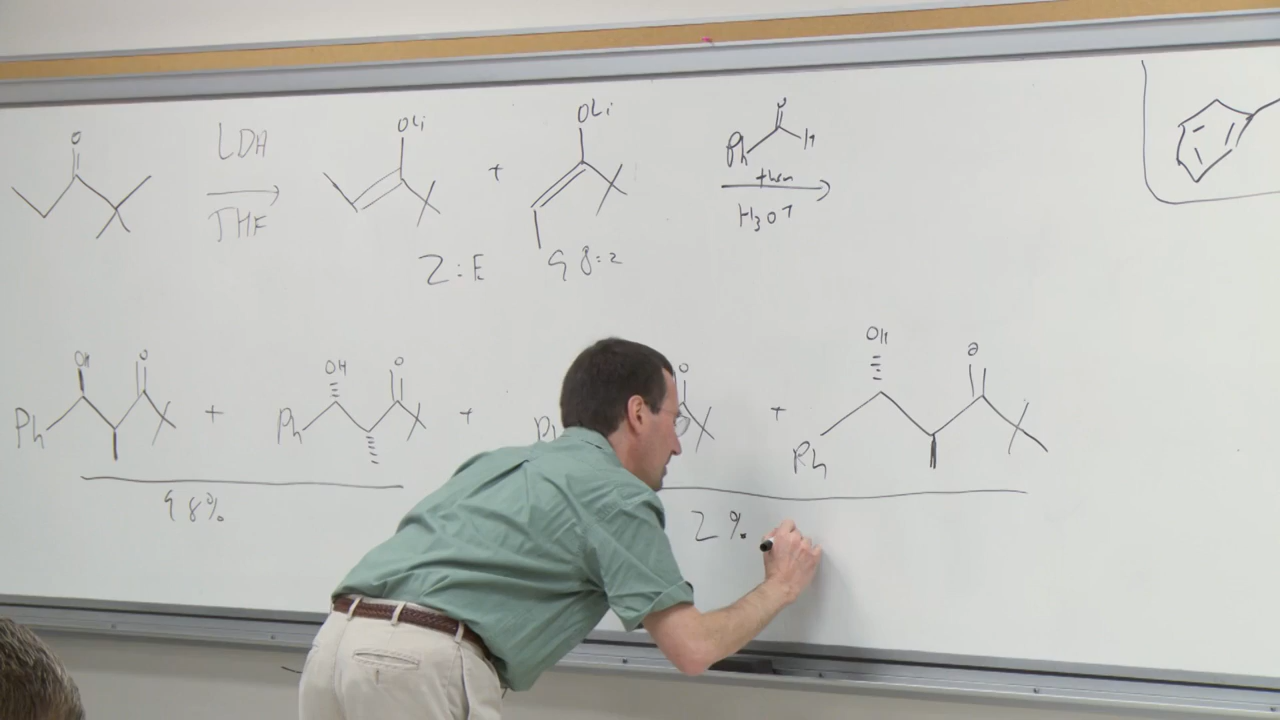 O LDA THF OLi + OLi Ph O H then H3O+
Z:E 98:2
OH O Ph + OH O Ph + Ph O + OH O Ph
98% 2%